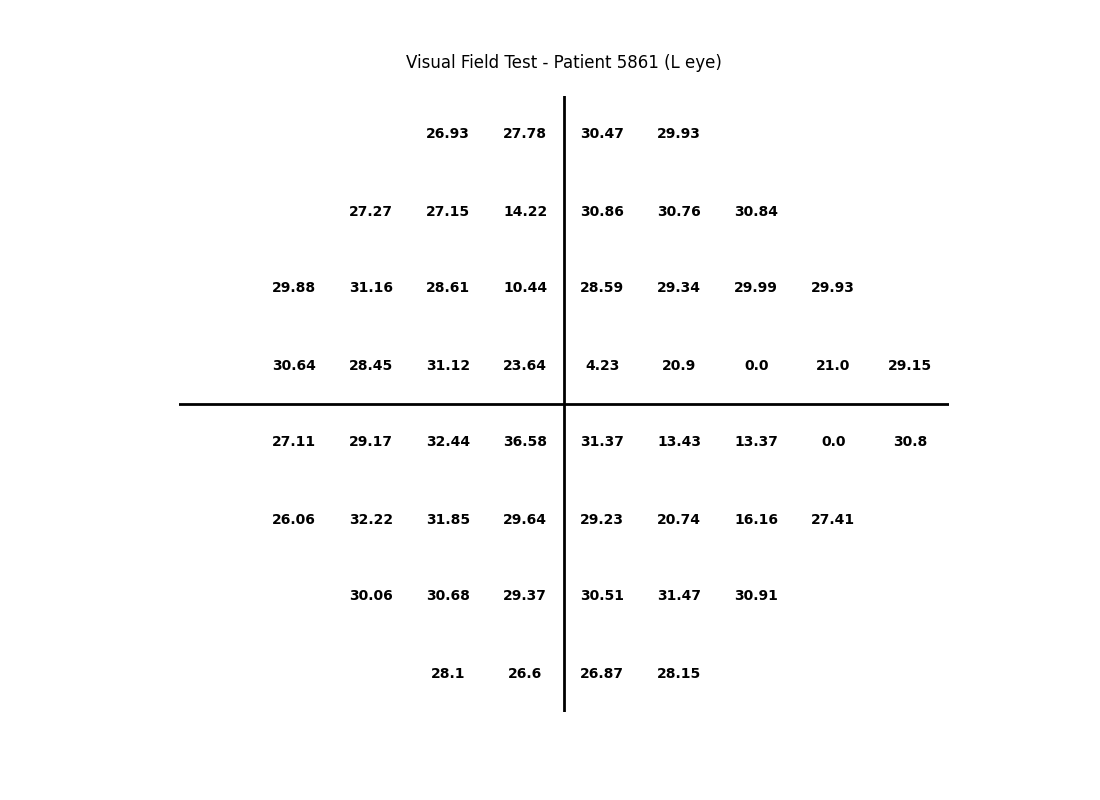 Visual Field Test - Patient 5861 (L eye)
26.93 27.78 30.47 29.93
27.27 27.15 14.22 30.86 30.76 30.84
29.88 31.16 28.61 10.44 28.59 29.34 29.99 29.93
30.64 28.45 31.12 23.64 4.23 20.9 0.0 21.0 29.15
27.11 29.17 32.44 36.58 31.37 13.43 13.37 0.0 30.8
26.06 32.22 31.85 29.64 29.23 20.74 16.16 27.41
30.06 30.68 29.37 30.51 31.47 30.91
28.1 26.6 26.87 28.15